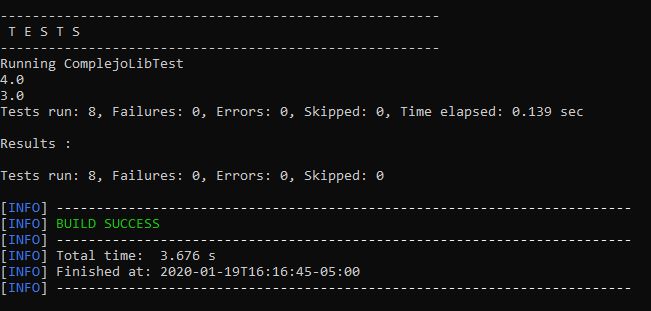 -------------------------------------------------------
 T E S T S
-------------------------------------------------------
Running ComplejoLibTest
4.0
3.0
Tests run: 8, Failures: 0, Errors: 0, Skipped: 0, Time elapsed: 0.139 sec

Results :

Tests run: 8, Failures: 0, Errors: 0, Skipped: 0

[INFO] ------------------------------------------------------------------------
[INFO] BUILD SUCCESS
[INFO] ------------------------------------------------------------------------
[INFO] Total time:  3.676 s
[INFO] Finished at: 2020-01-19T16:16:45-05:00
[INFO] ------------------------------------------------------------------------